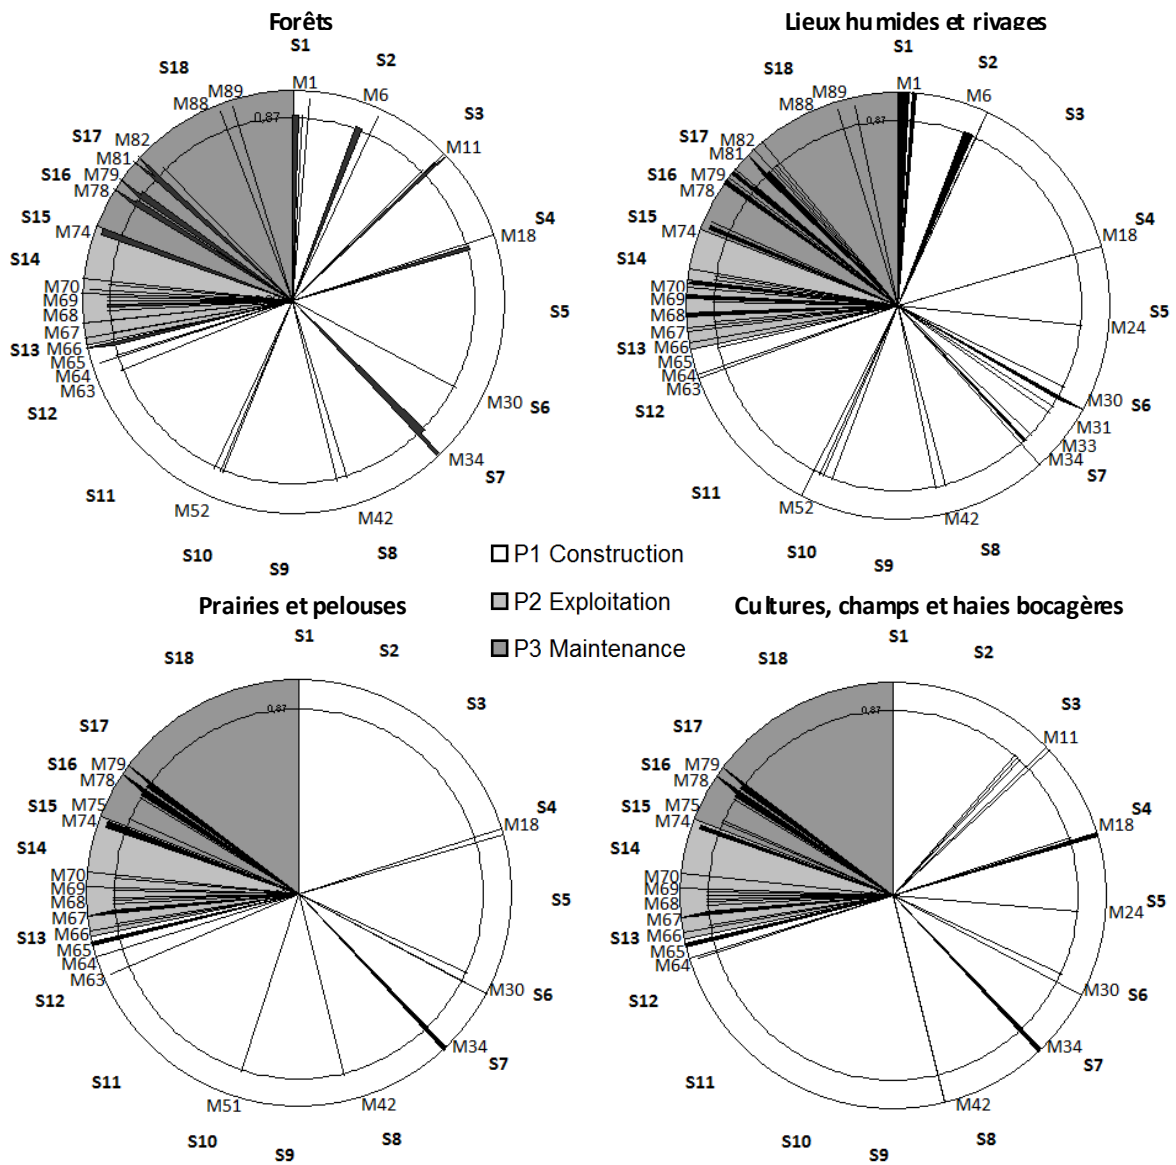 Forêts
S1
S2
S3
S4
S5
S6
S7
S8
S9
S10
S11
S12
S13
S14
S15
S16
S17
S18
M1
M6
M11
M18
M30
M34
M42
M52
M63
M64
M65
M66
M67
M68
M69
M70
M74
M78
M79
M81
M82
M88
M89
0,87
Lieux humides et rivages
S1
S2
S3
S4
S5
S6
S7
S8
S9
S10
S11
S12
S13
S14
S15
S16
S17
S18
M1
M6
M18
M24
M30
M31
M33
M34
M42
M52
M63
M64
M65
M66
M67
M68
M69
M70
M74
M78
M79
M81
M82
M88
M89
0,87
P1 Construction
P2 Exploitation
P3 Maintenance
Prairies et pelouses
S1
S2
S3
S4
S5
S6
S7
S8
S9
S10
S11
S12
S13
S14
S15
S16
S17
S18
M18
M30
M34
M42
M51
M63
M64
M65
M66
M67
M68
M69
M70
M74
M75
M78
M79
0,87
Cultures, champs et haies bocagères
S1
S2
S3
S4
S5
S6
S7
S8
S9
S10
S11
S12
S13
S14
S15
S16
S17
S18
M11
M18
M24
M30
M34
M42
M64
M65
M66
M67
M68
M69
M70
M74
M75
M78
M79
0,87